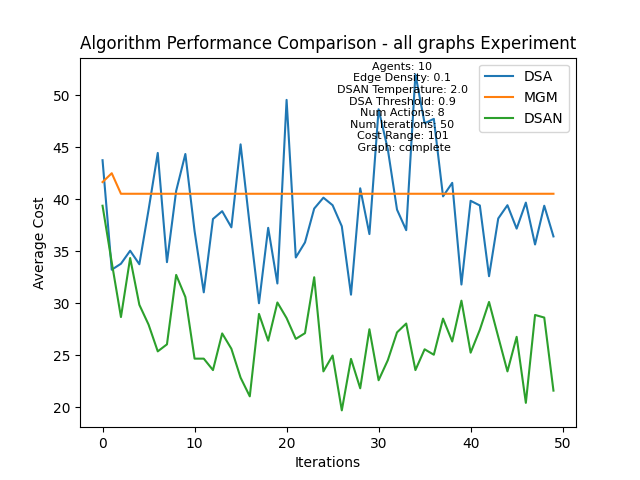 Algorithm Performance Comparison - all graphs Experiment
Agents: 10
Edge Density: 0.1
DSAN Temperature: 2.0
DSA Threshold: 0.9
Num Actions: 8
Num Iterations: 50
Cost Range: 101
Graph: complete
DSA
MGM
DSAN
Average Cost
50
45
40
35
30
25
20
0
10
20
30
40
50
Iterations